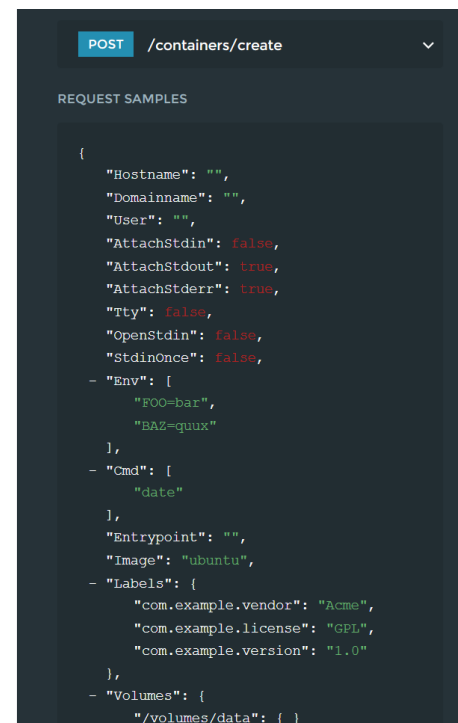 POST /containers/create
REQUEST SAMPLES
{
"Hostname": "",
"Domainname": "",
"User": "",
"AttachStdin": false,
"AttachStdout": true,
"AttachStderr": true,
"Tty": false,
"OpenStdin": false,
"StdinOnce": false,
- "Env": [
"FOO=bar",
"BAZ=quux"
],
- "Cmd": [
"date"
],
"Entrypoint": "",
"Image": "ubuntu",
- "Labels": {
"com.example.vendor": "Acme",
"com.example.license": "GPL",
"com.example.version": "1.0"
},
- "Volumes": {
"/volumes/data": { }